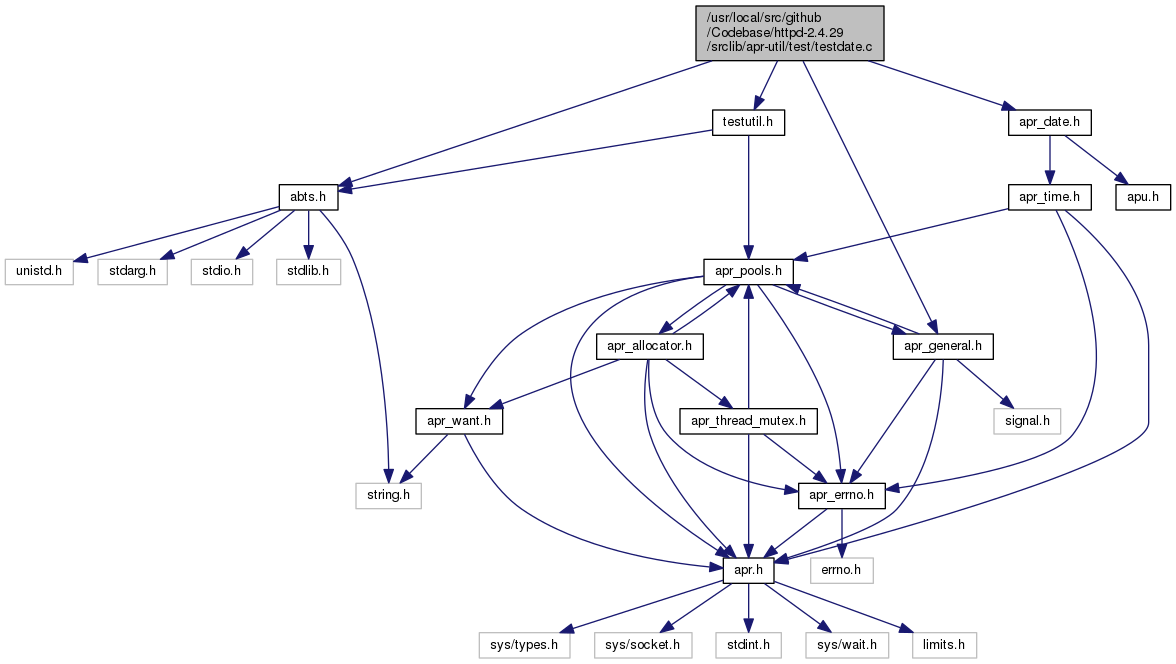 /usr/local/src/github
/Codebase/httpd-2.4.29
/srclib/apr-util/test/testdate.c
testutil.h
apr_date.h
abts.h
apr_time.h
apu.h
unistd.h
stdarg.h
stdio.h
stdlib.h
apr_pools.h
apr_allocator.h
apr_general.h
apr_want.h
apr_thread_mutex.h
signal.h
string.h
apr_errno.h
apr.h
errno.h
sys/types.h
sys/socket.h
stdint.h
sys/wait.h
limits.h